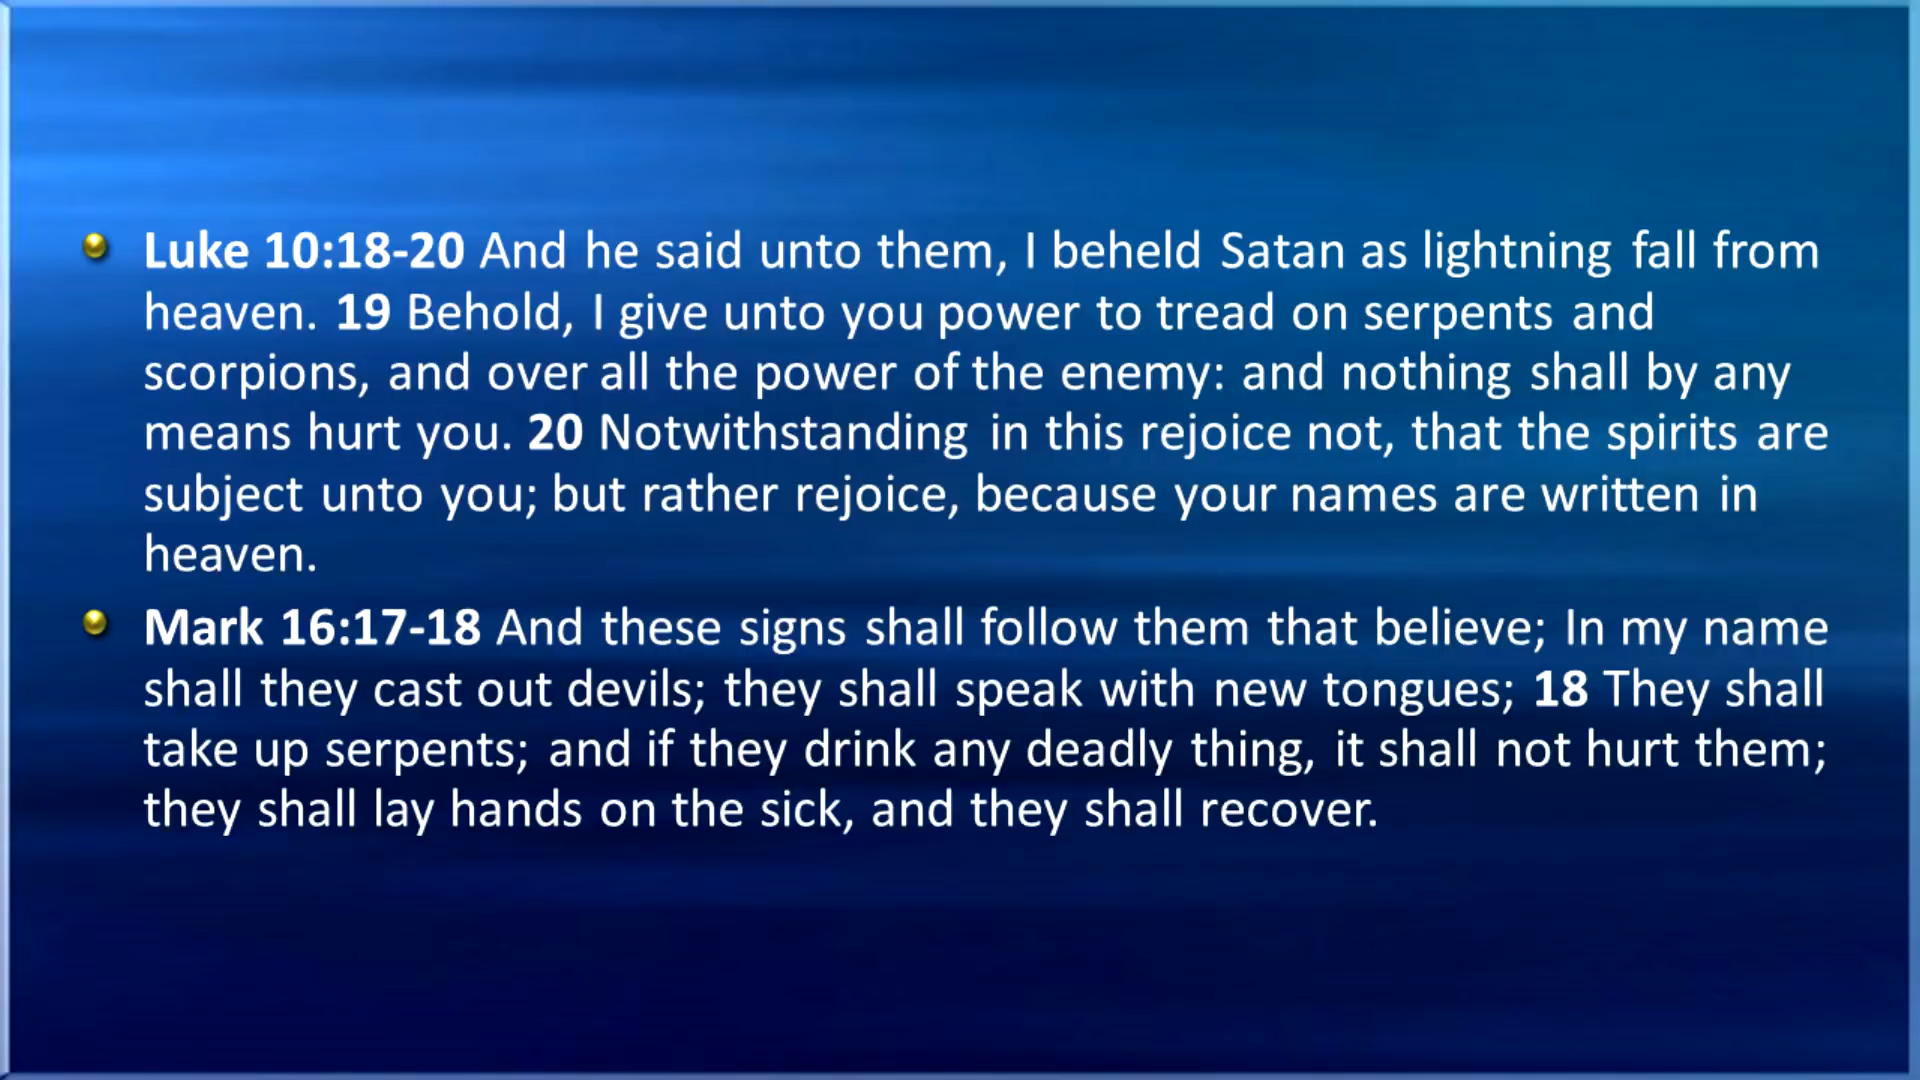 Luke 10:18-20 And he said unto them, I beheld Satan as lightning fall from
heaven. 19 Behold, I give unto you power to tread on serpents and
scorpions, and over all the power of the enemy: and nothing shall by any
means hurt you. 20 Notwithstanding in this rejoice not, that the spirits are
subject unto you; but rather rejoice, because your names are written in
heaven.
Mark 16:17-18 And these signs shall follow them that believe; In my name
shall they cast out devils; they shall speak with new tongues; 18 They shall
take up serpents; and if they drink any deadly thing, it shall not hurt them;
they shall lay hands on the sick, and they shall recover.